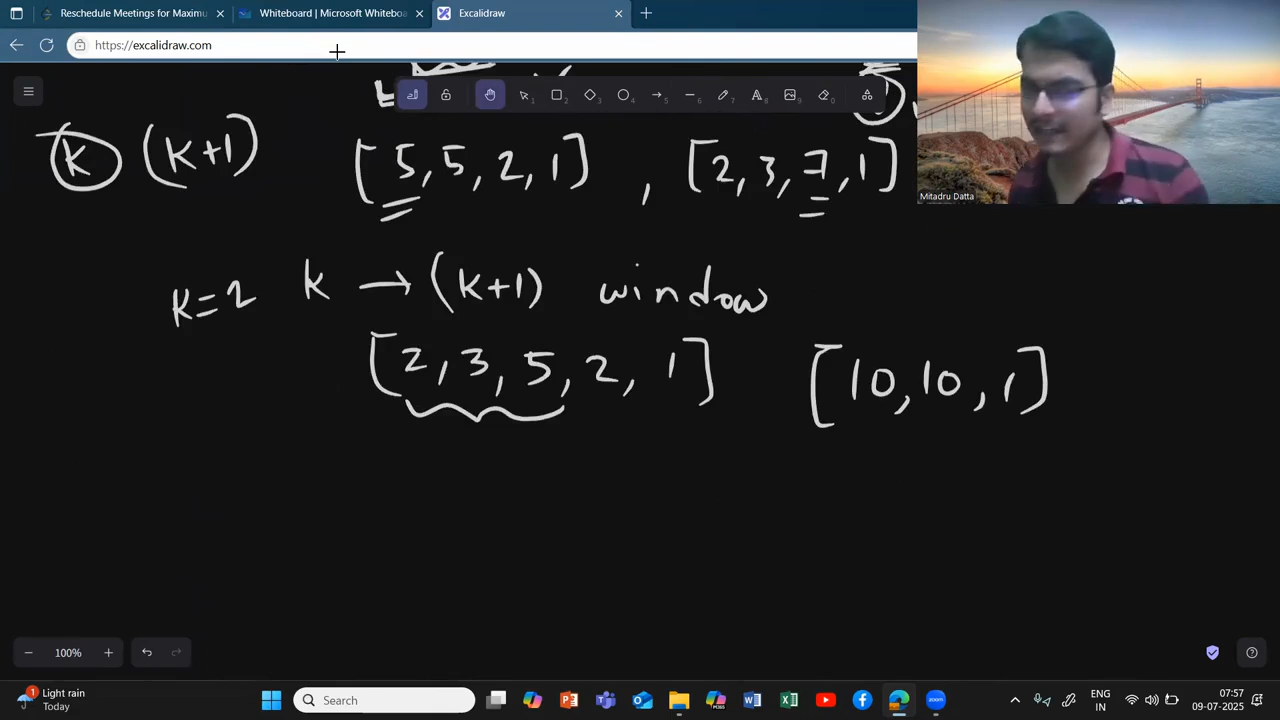 Reschedule Meetings for Maximu
Whiteboard | Microsoft Whiteboa
Excalidraw
https://excalidraw.com
k (k+1) [5,5,2,1] , [2,3,7,1]
Mitadru Datta
K=2 k → (k+1) window
[2,3,5,2,1] [10,10,1]
100%
1 Light rain
Today
Search
zoom
ENG
IN
07:57
09-07-2025